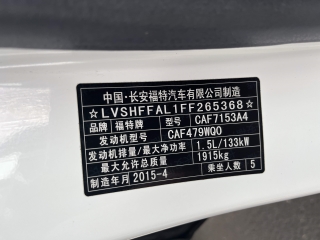 中国·长安福特汽车有限公司制造
☆LVSHFFAL1FF265368☆
品牌 福特牌 型号 CAF7153A4
发动机型号 CAF479WQ0
发动机排量/最大净功率 1.5L/133kW
最大允许总质量 1915kg
制造年月 2015-4 乘坐人数 5